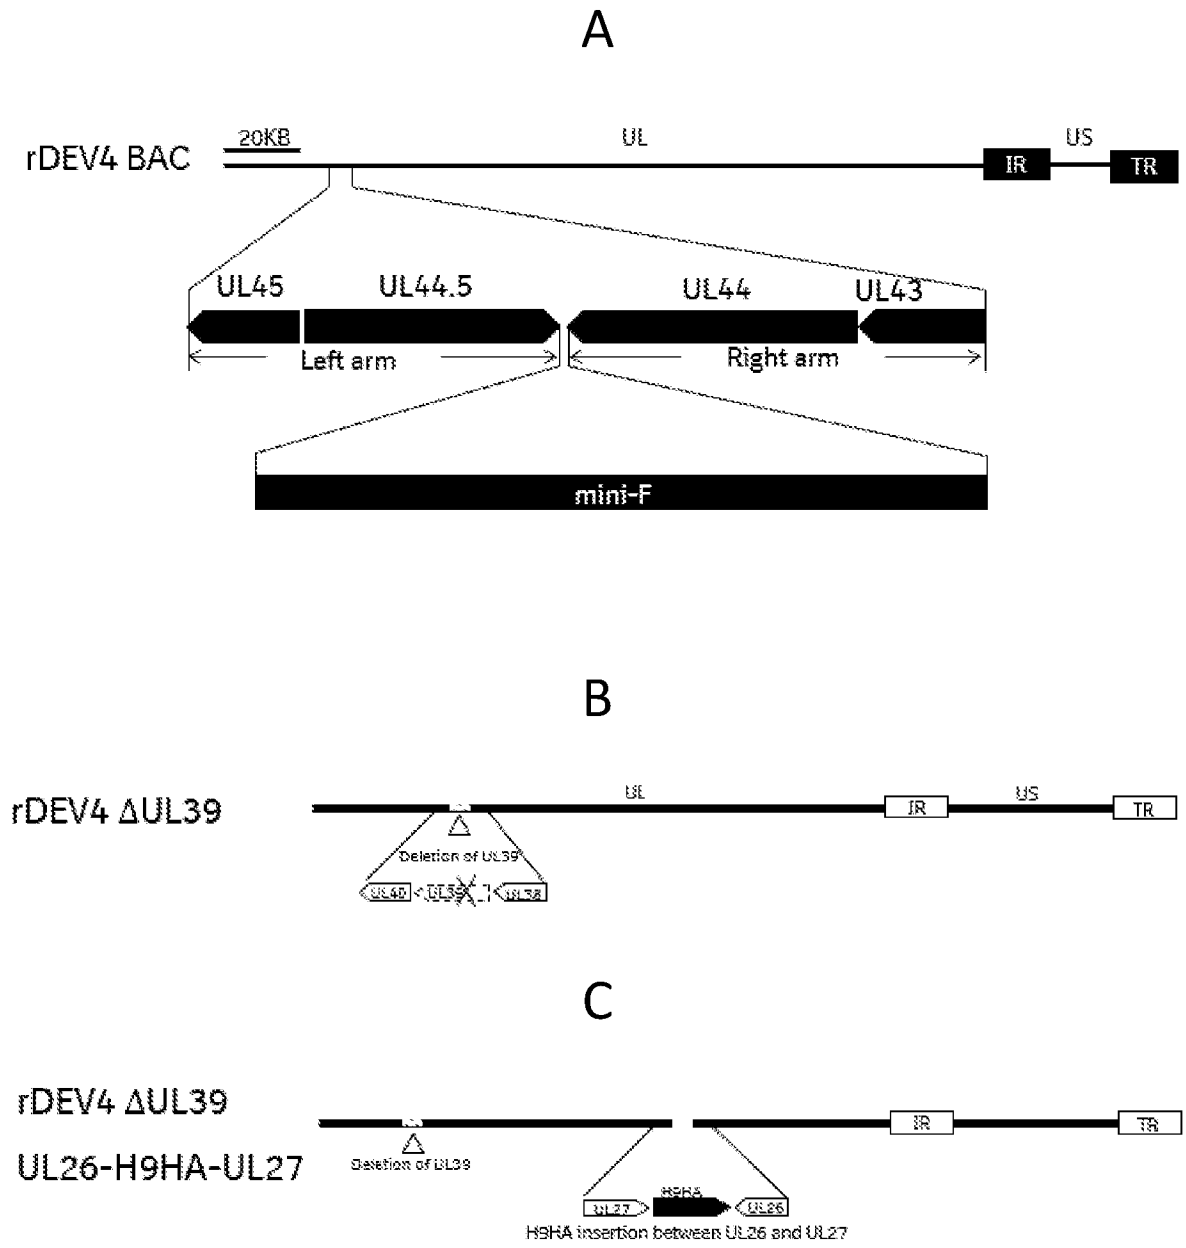 A
20KB
UL
US
rDEV4 BAC
IR
TR
UL45
UL44.5
UL44
UL43
Left arm
Right arm
mini-F
B
rDEV4 ΔUL39
UL
US
IR
TR
Deletion of UL39
UL40
UL39
UL38
C
rDEV4 ΔUL39
UL26-H9HA-UL27
IR
TR
Deletion of UL39
H9HA
UL27
UL26
H9HA insertion between UL26 and UL27